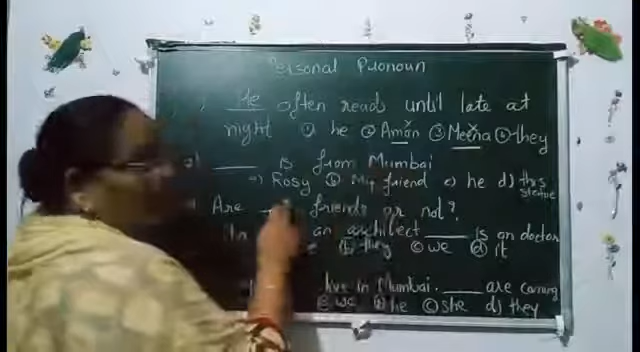 Personal Pronoun
He often reads until late at
night ① he ② Aman ③ Meena ④ they
___ is from Mumbai
Rosy ⓑ My friend c) he d) this statue
Are ___ friends or not?
an architect ___ is an doctor
ⓑ they ⓒ we ⓓ it
live in Mumbai. ___ are coming
ⓐ we ⓑ he ⓒ she d) they